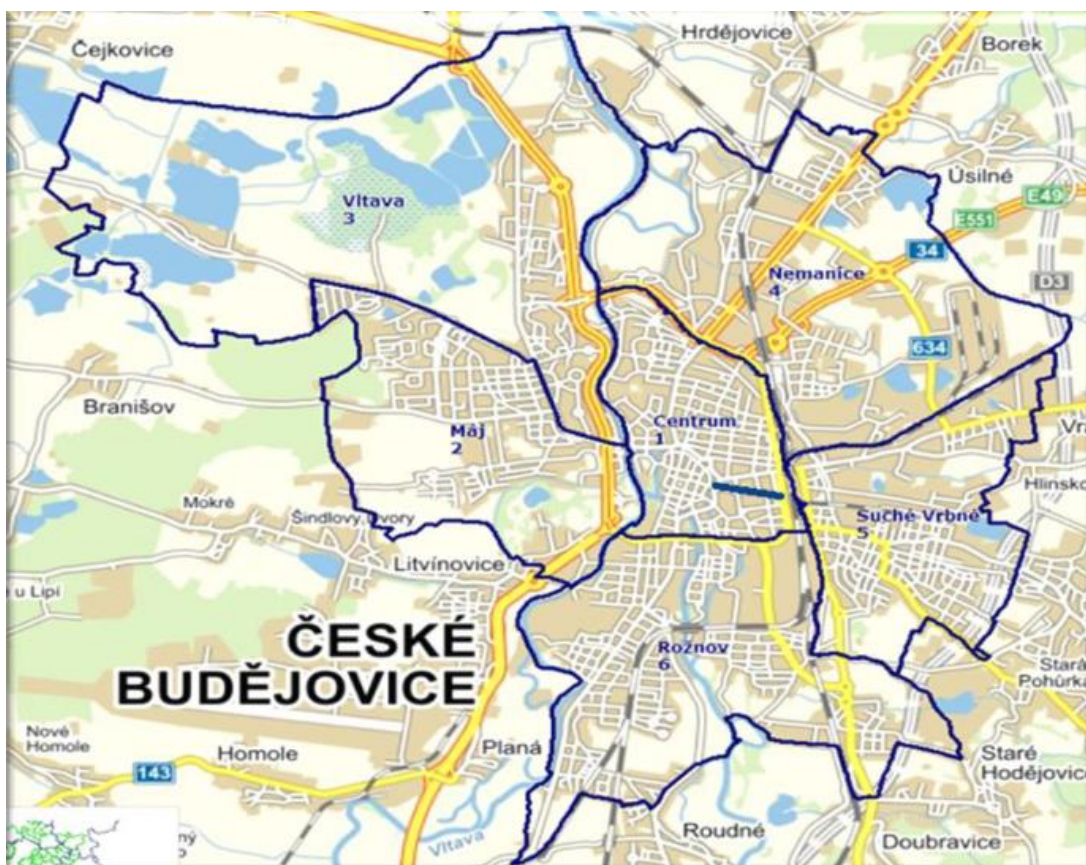 Čejkovice
Hrdějovice
Borek
Úsilné
E49
E551
34
Vltava
3
Nemanice
4
D3
634
Branišov
Máj
2
Centrum
1
Vrá
Hlinsko
Mokré
Šindlovy Dvory
Suché Vrbné
5
Litvínovice
u Lipí
ČESKÉ
BUDĚJOVICE
Rožnov
6
Stará
Pohůrka
Nové
Homole
Homole
Planá
143
Staré
Hodějovice
Vltava
Roudné
Doubravice